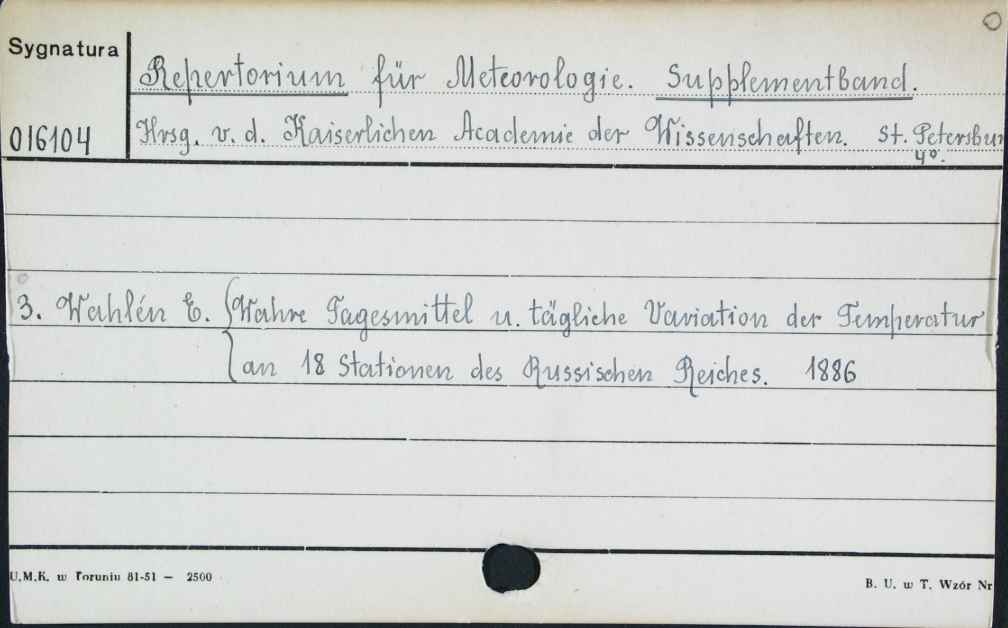 Sygnatura
016104
Repertorium für Meteorologie. Supplementband.
Hrsg. v. d. Kaiserlichen Academie der Wissenschaften. St. Petersbur
4°.
3. Wahlén E. Wahre Tagesmittel u. tägliche Variation der Temperatur
an 18 Stationen des Russischen Reiches. 1886
U.M.K. w Toruniu 81-51 — 2500
B. U. w T. Wzór Nr